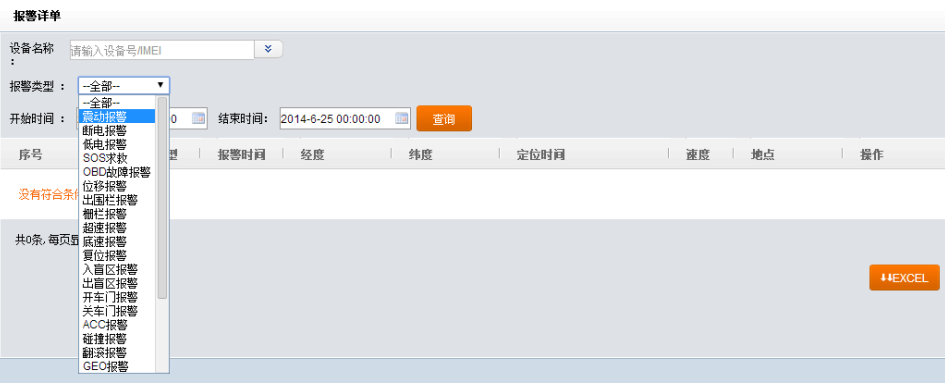 报警详单
设备名称 请输入设备号/IMEI
:
报警类型 : --全部--
--全部--
震动报警
断电报警
低电报警
SOS求救
OBD故障报警
位移报警
出围栏报警
栅栏报警
超速报警
底速报警
复位报警
入盲区报警
出盲区报警
开车门报警
关车门报警
ACC报警
碰撞报警
翻滚报警
GEO报警
开始时间 : 0 结束时间: 2014-6-25 00:00:00 查询
序号 型 报警时间 经度 纬度 定位时间 速度 地点 操作
没有符合条
共0条,每页显
EXCEL